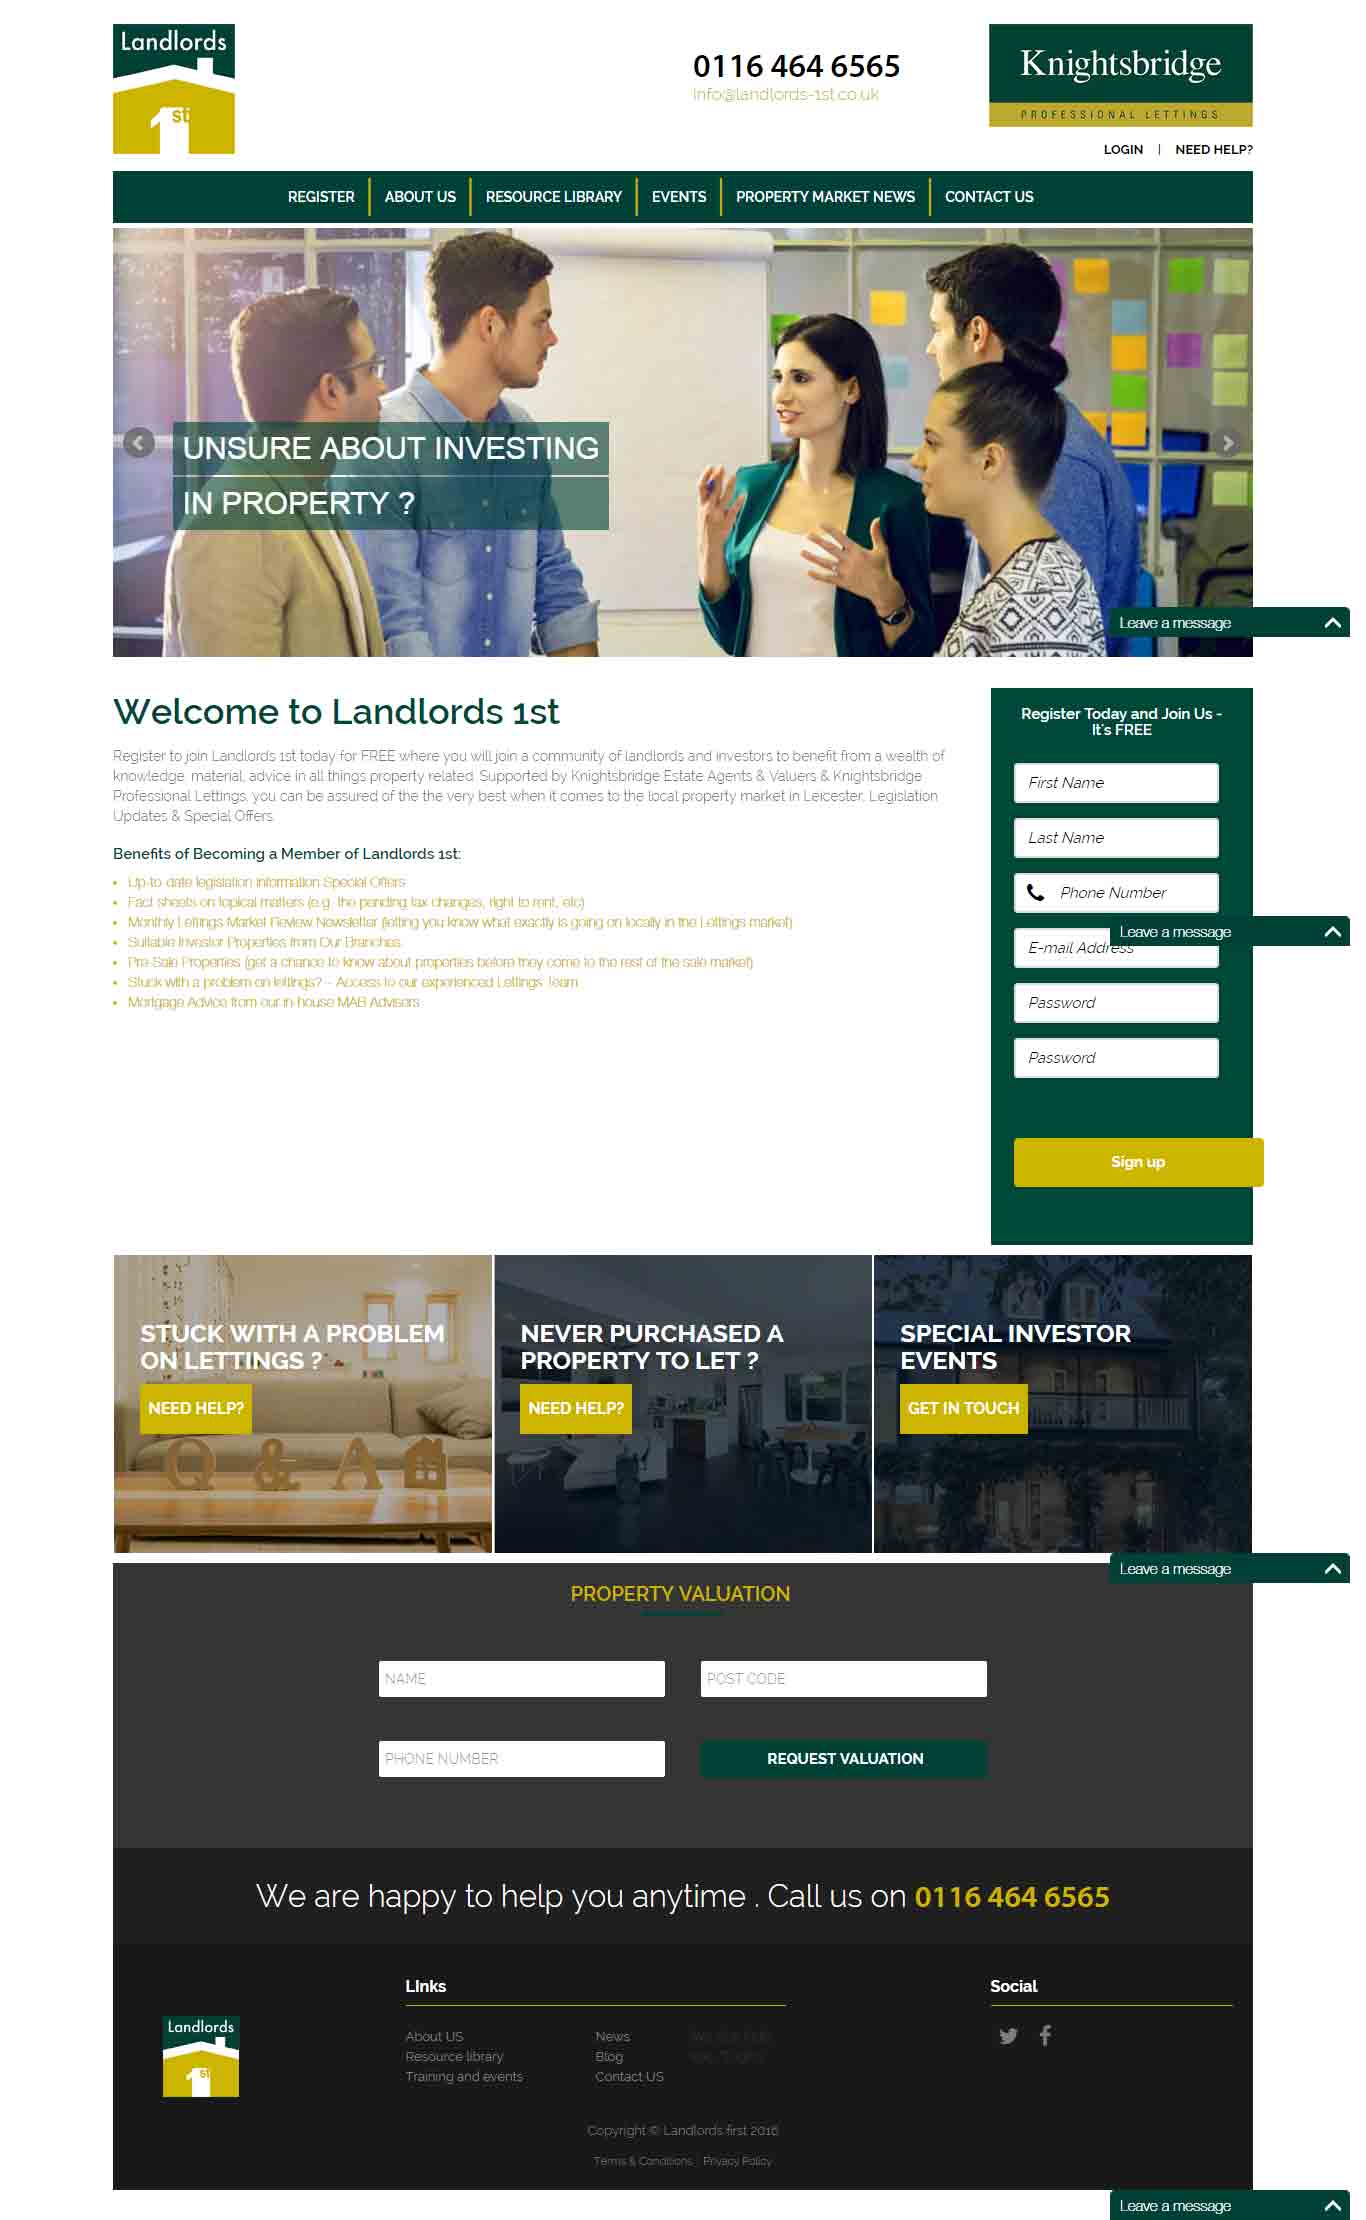 Landlords
1st
0116 464 6565
info@landlords-1st.co.uk
Knightsbridge
PROFESSIONAL LETTINGS
LOGIN | NEED HELP?
REGISTER ABOUT US RESOURCE LIBRARY EVENTS PROPERTY MARKET NEWS CONTACT US
UNSURE ABOUT INVESTING
IN PROPERTY ?
Leave a message
Welcome to Landlords 1st
Register to join Landlords 1st today for FREE where you will join a community of landlords and investors to benefit from a wealth of
knowledge, material, advice in all things property related. Supported by Knightsbridge Estate Agents & Valuers & Knightsbridge
Professional Lettings, you can be assured of the the very best when it comes to the local property market in Leicester, Legislation
Updates & Special Offers.
Benefits of Becoming a Member of Landlords 1st:
Up-to-date legislation information Special Offers
Fact sheets on topical matters (e.g. the pending tax changes, right to rent, etc)
Monthly Lettings Market Review Newsletter (letting you know what exactly is going on locally in the Lettings market)
Suitable Investor Properties from Our Branches.
Pre-Sale Properties (get a chance to know about properties before they come to the rest of the sale market)
Stuck with a problem on lettings? – Access to our experienced Lettings Team
Mortgage Advice from our in-house MAB Advisers
Register Today and Join Us -
It's FREE
First Name
Last Name
Phone Number
Leave a message
E-mail Address
Password
Password
Sign up
STUCK WITH A PROBLEM
ON LETTINGS ?
NEED HELP?
Q & A
NEVER PURCHASED A
PROPERTY TO LET ?
NEED HELP?
SPECIAL INVESTOR
EVENTS
GET IN TOUCH
Leave a message
PROPERTY VALUATION
NAME
POST CODE
PHONE NUMBER
REQUEST VALUATION
We are happy to help you anytime . Call us on 0116 464 6565
Landlords
1st
LInks
About US
Resource library
Training and events
News
Blog
Contact US
Social
Copyright © Landlords first 2016
Terms & Conditions | Privacy Policy
Leave a message